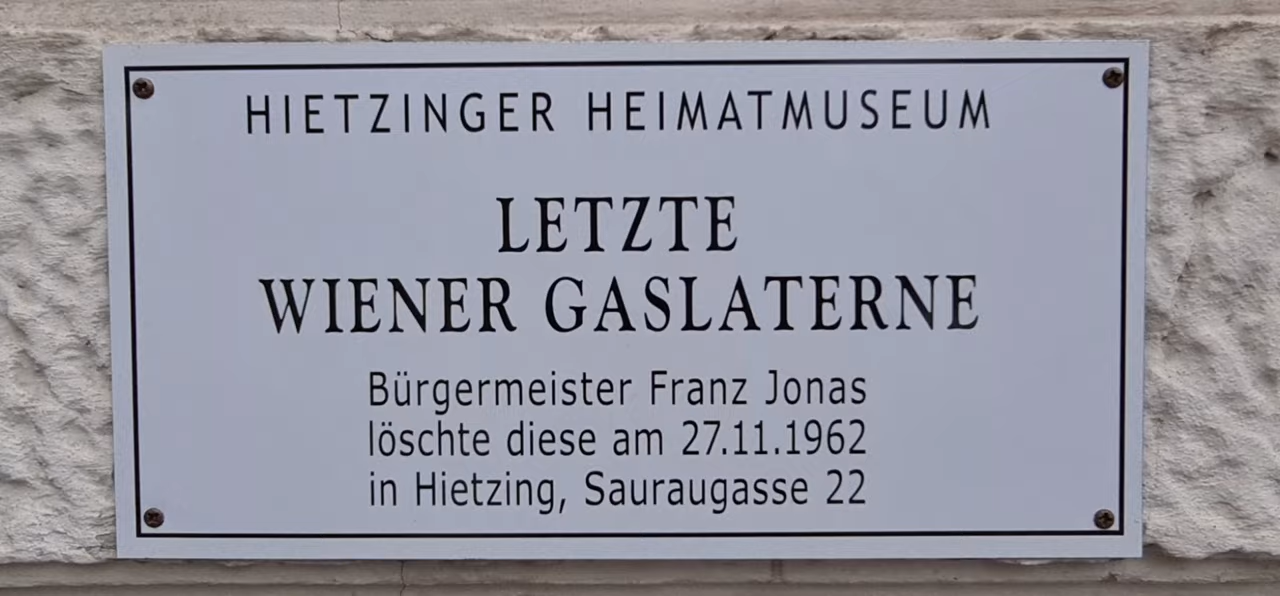 HIETZINGER HEIMATMUSEUM
LETZTE
WIENER GASLATERNE
Bürgermeister Franz Jonas
löschte diese am 27.11.1962
in Hietzing, Sauraugasse 22